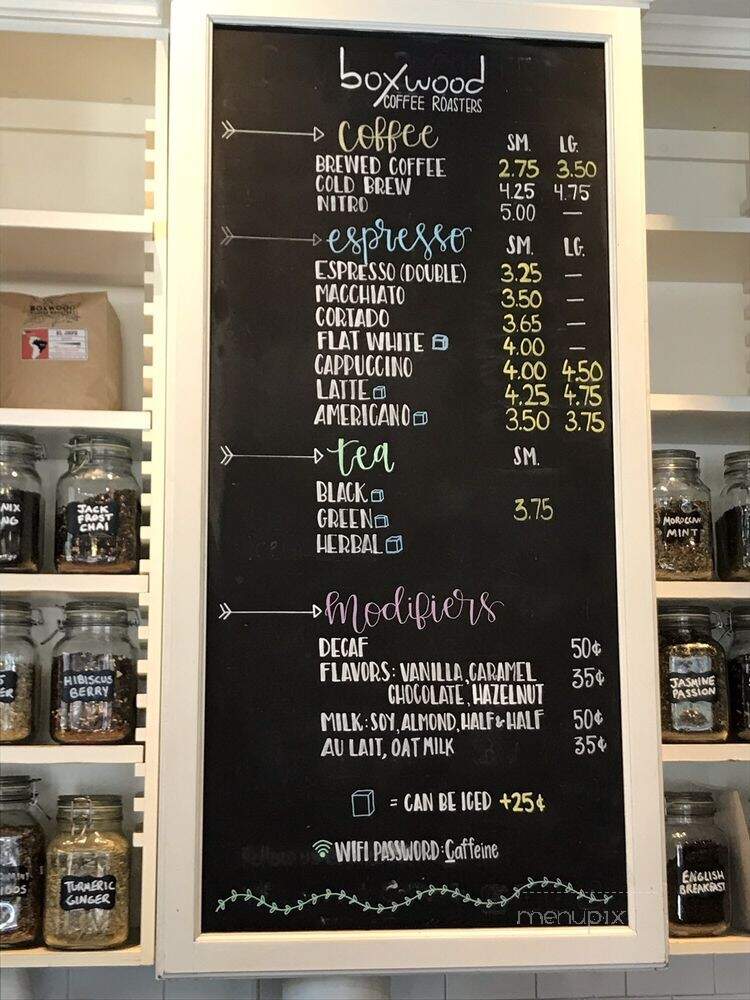 boxwood
COFFEE ROASTERS
coffee SM. LG.
BREWED COFFEE 2.75 3.50
COLD BREW 4.25 4.75
NITRO 5.00 —
espresso SM. LG.
ESPRESSO (DOUBLE) 3.25 —
MACCHIATO 3.50 —
CORTADO 3.65 —
FLAT WHITE 4.00 —
CAPPUCCINO 4.00 4.50
LATTE 4.25 4.75
AMERICANO 3.50 3.75
tea SM.
BLACK
GREEN 3.75
HERBAL
modifiers
DECAF 50¢
FLAVORS: VANILLA, CARAMEL 35¢
CHOCOLATE, HAZELNUT
MILK: SOY, ALMOND, HALF & HALF 50¢
AU LAIT, OAT MILK 35¢
= CAN BE ICED +25¢
WIFI PASSWORD: Caffeine
menupix
BOXWOOD
JACK
FROST
CHAI
HIBISCUS
BERRY
TURMERIC
GINGER
MOROCCAN
MINT
JASMINE
PASSION
ENGLISH
BREAKFAST